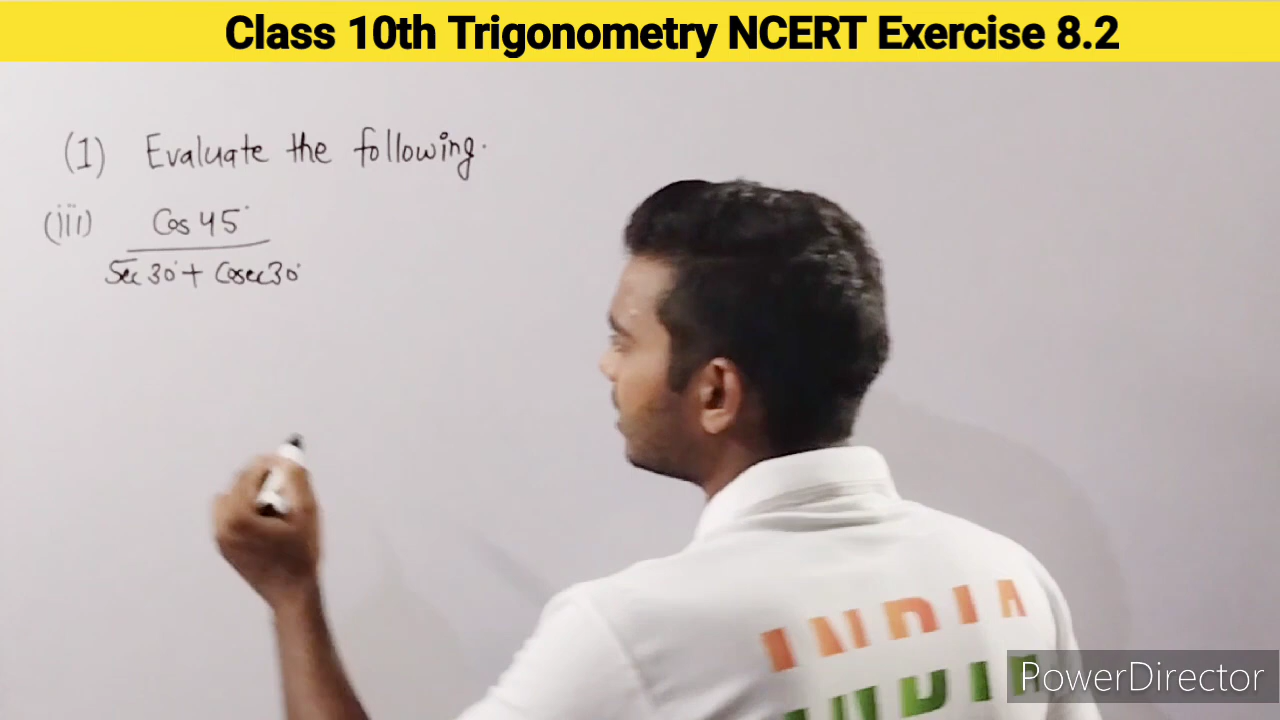 Class 10th Trigonometry NCERT Exercise 8.2
(1) Evaluate the following.
(iii) Cos 45°
Sec 30° + Cosec 30°
INDIA
INDIA
PowerDirector